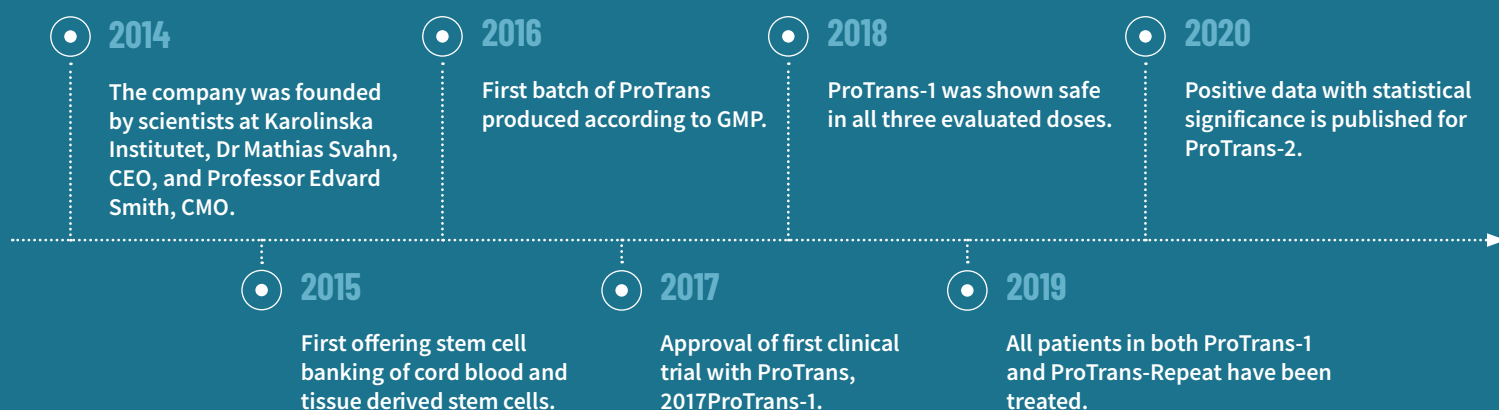 2014
The company was founded
by scientists at Karolinska
Institutet, Dr Mathias Svahn,
CEO, and Professor Edvard
Smith, CMO.
2016
First batch of ProTrans
produced according to GMP.
2018
ProTrans-1 was shown safe
in all three evaluated doses.
2020
Positive data with statistical
significance is published for
ProTrans-2.
2015
First offering stem cell
banking of cord blood and
tissue derived stem cells.
2017
Approval of first clinical
trial with ProTrans,
2017ProTrans-1.
2019
All patients in both ProTrans-1
and ProTrans-Repeat have been
treated.